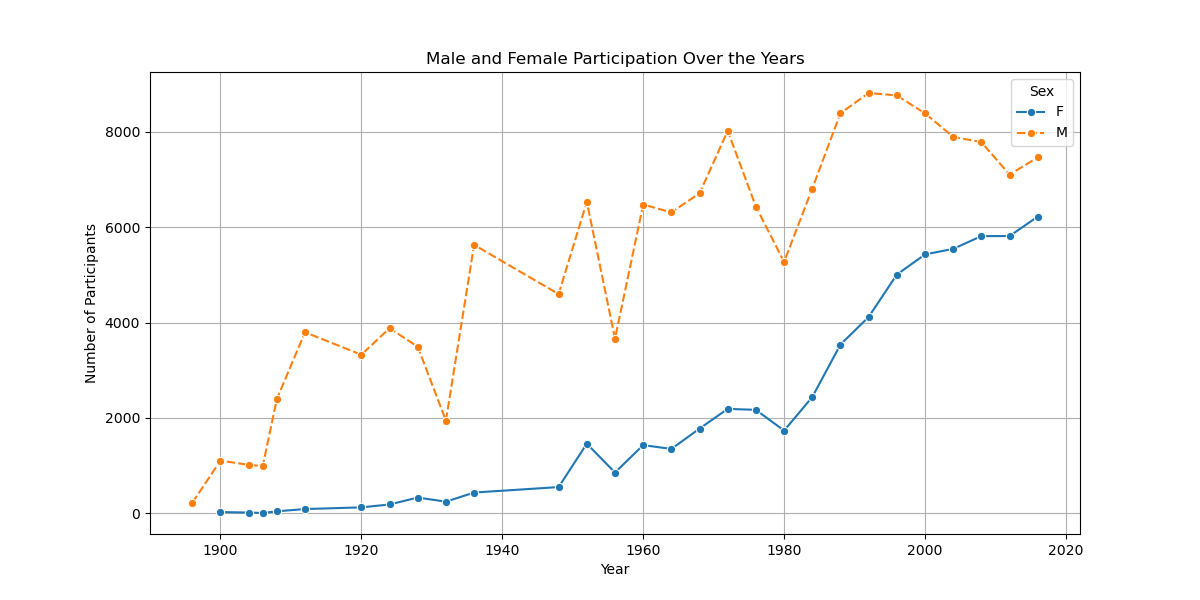 Male and Female Participation Over the Years
Sex
F
M
8000
6000
4000
2000
0
Number of Participants
1900 1920 1940 1960 1980 2000 2020
Year